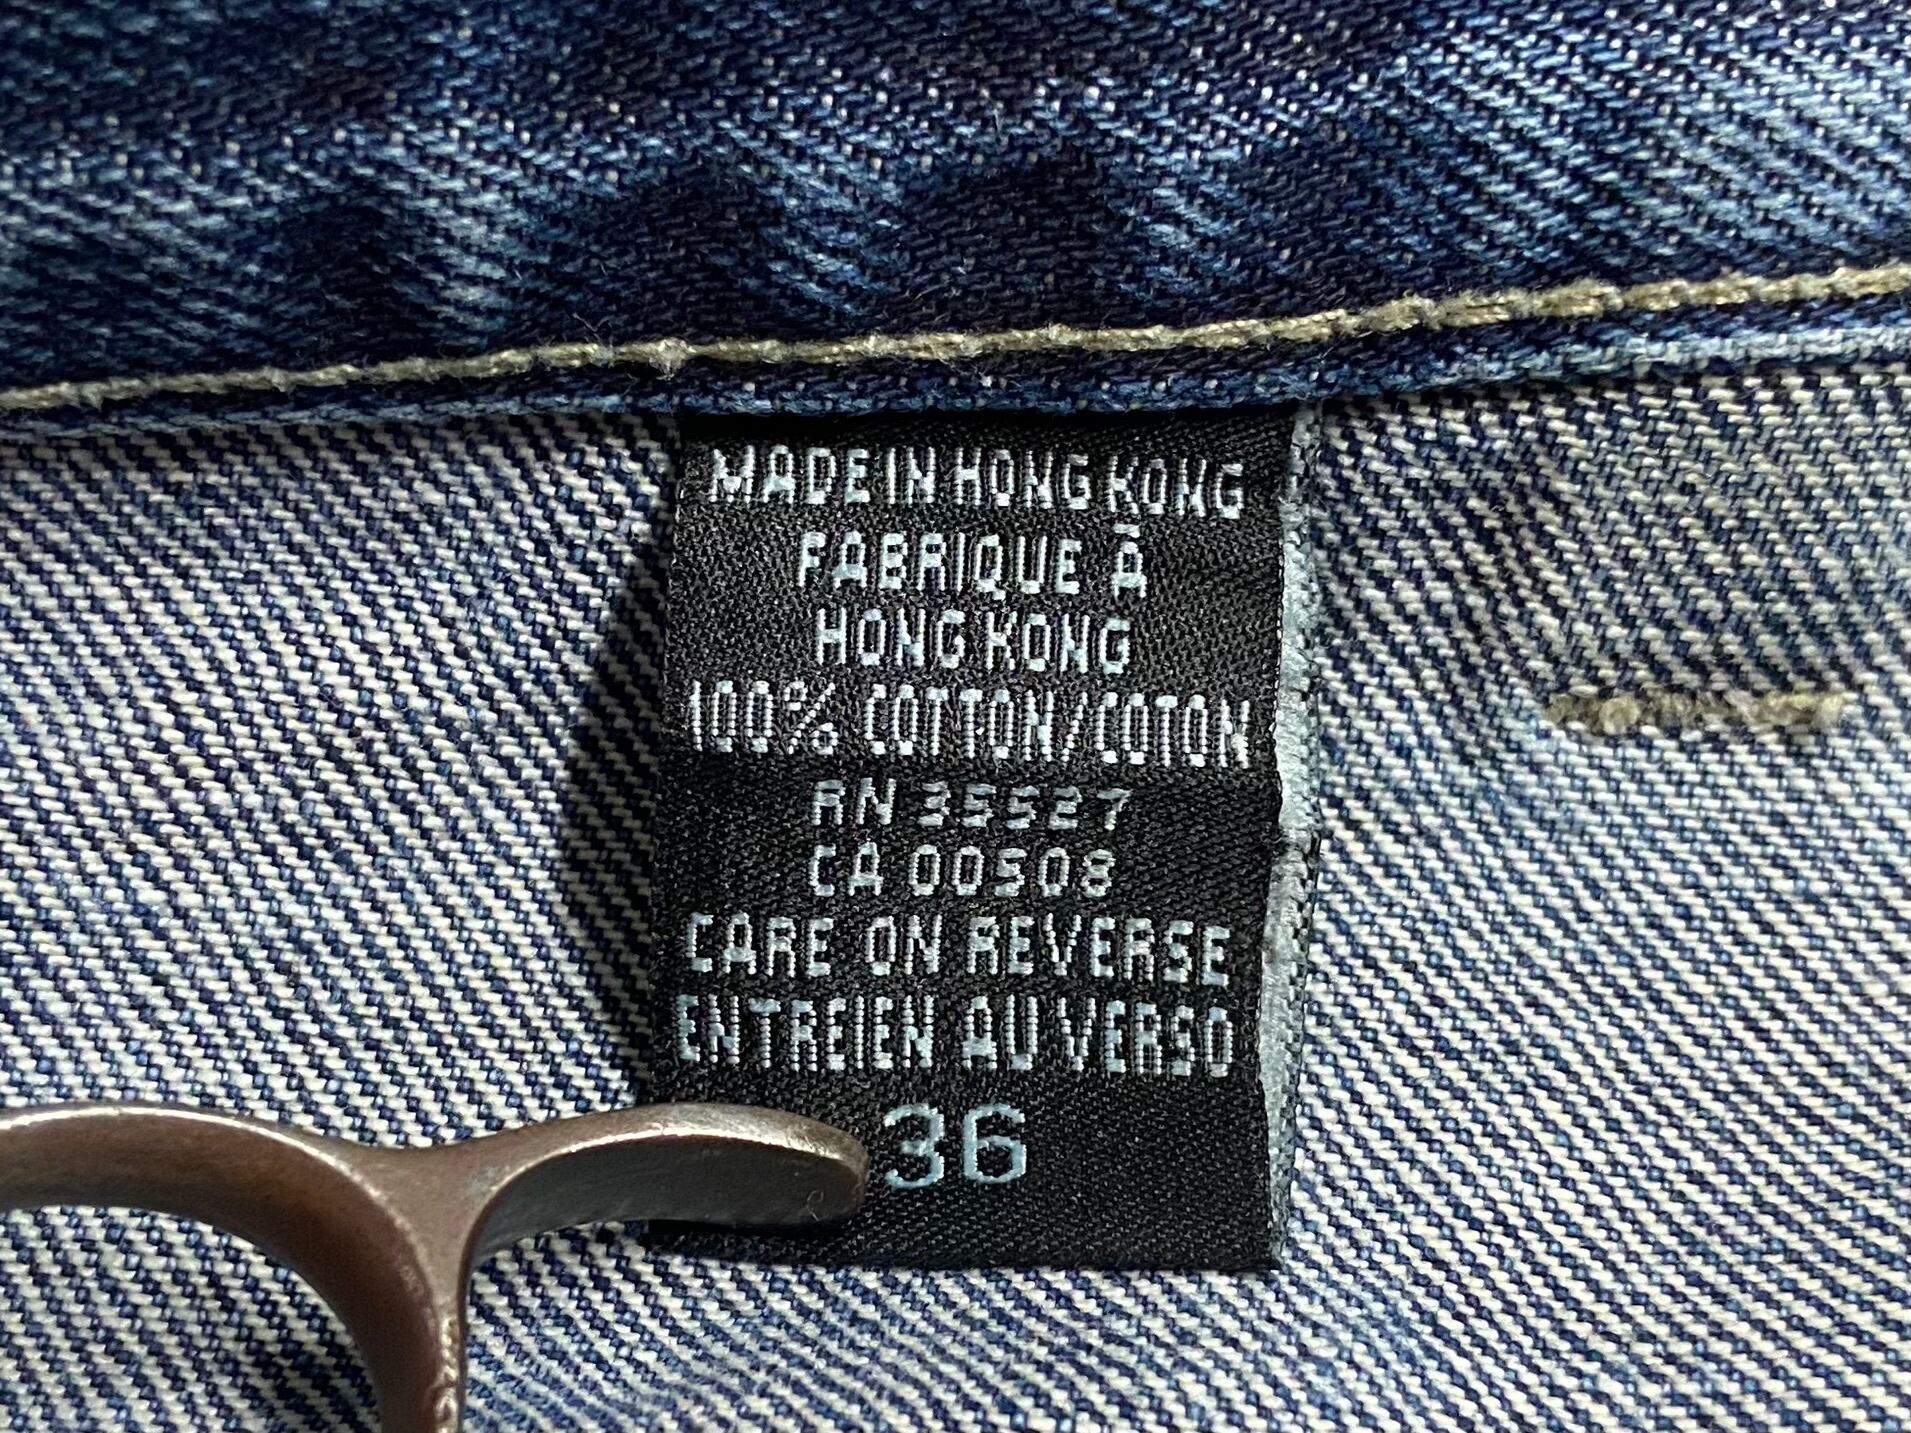 MADE IN HONG KONG
FABRIQUE Ā
HONG KONG
100% COTTON/COTON
RN 35527
CA 00508
CARE ON REVERSE
ENTREIEN AU VERSO
36